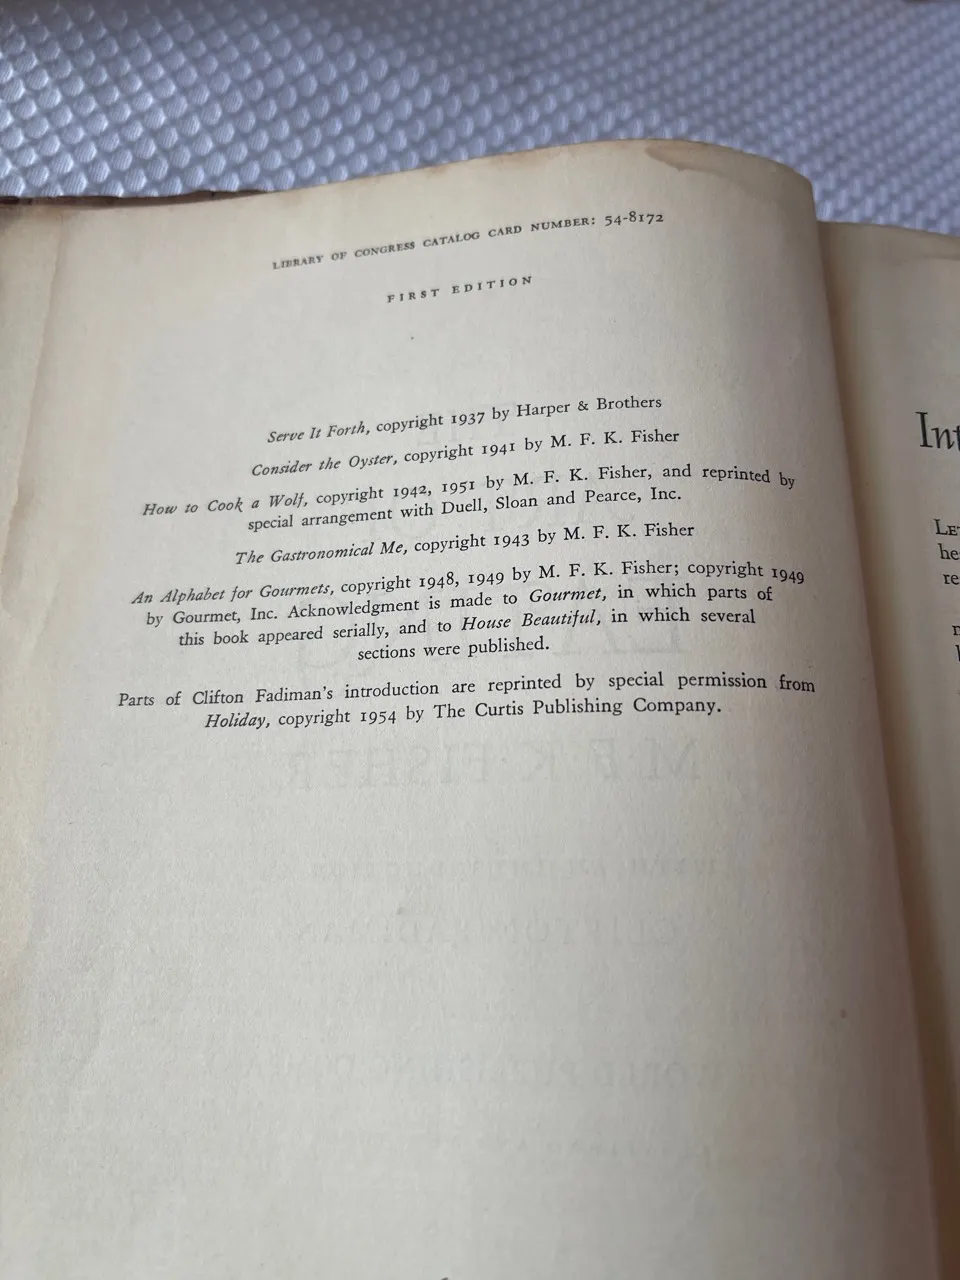 LIBRARY OF CONGRESS CATALOG CARD NUMBER: 54-8172
FIRST EDITION
Serve It Forth, copyright 1937 by Harper & Brothers
Consider the Oyster, copyright 1941 by M. F. K. Fisher
How to Cook a Wolf, copyright 1942, 1951 by M. F. K. Fisher, and reprinted by
special arrangement with Duell, Sloan and Pearce, Inc.
The Gastronomical Me, copyright 1943 by M. F. K. Fisher
An Alphabet for Gourmets, copyright 1948, 1949 by M. F. K. Fisher; copyright 1949
by Gourmet, Inc. Acknowledgment is made to Gourmet, in which parts of
this book appeared serially, and to House Beautiful, in which several
sections were published.
Parts of Clifton Fadiman's introduction are reprinted by special permission from
Holiday, copyright 1954 by The Curtis Publishing Company.
Int
LE
he
re